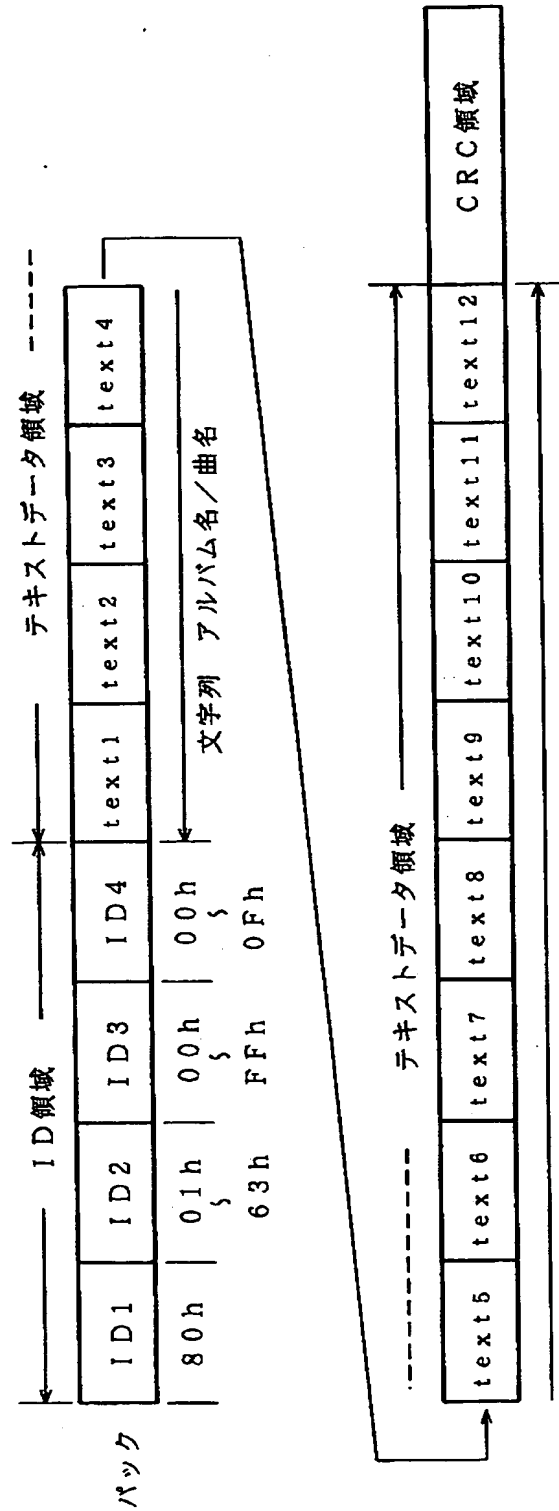 ID領域 テキストデータ領域
パック ID1 ID2 ID3 ID4 text1 text2 text3 text4
80h 01h 00h 00h
〜 〜 〜
63h FFh 0Fh
文字列 アルバム名／曲名
テキストデータ領域
text5 text6 text7 text8 text9 text10 text11 text12 CRC領域